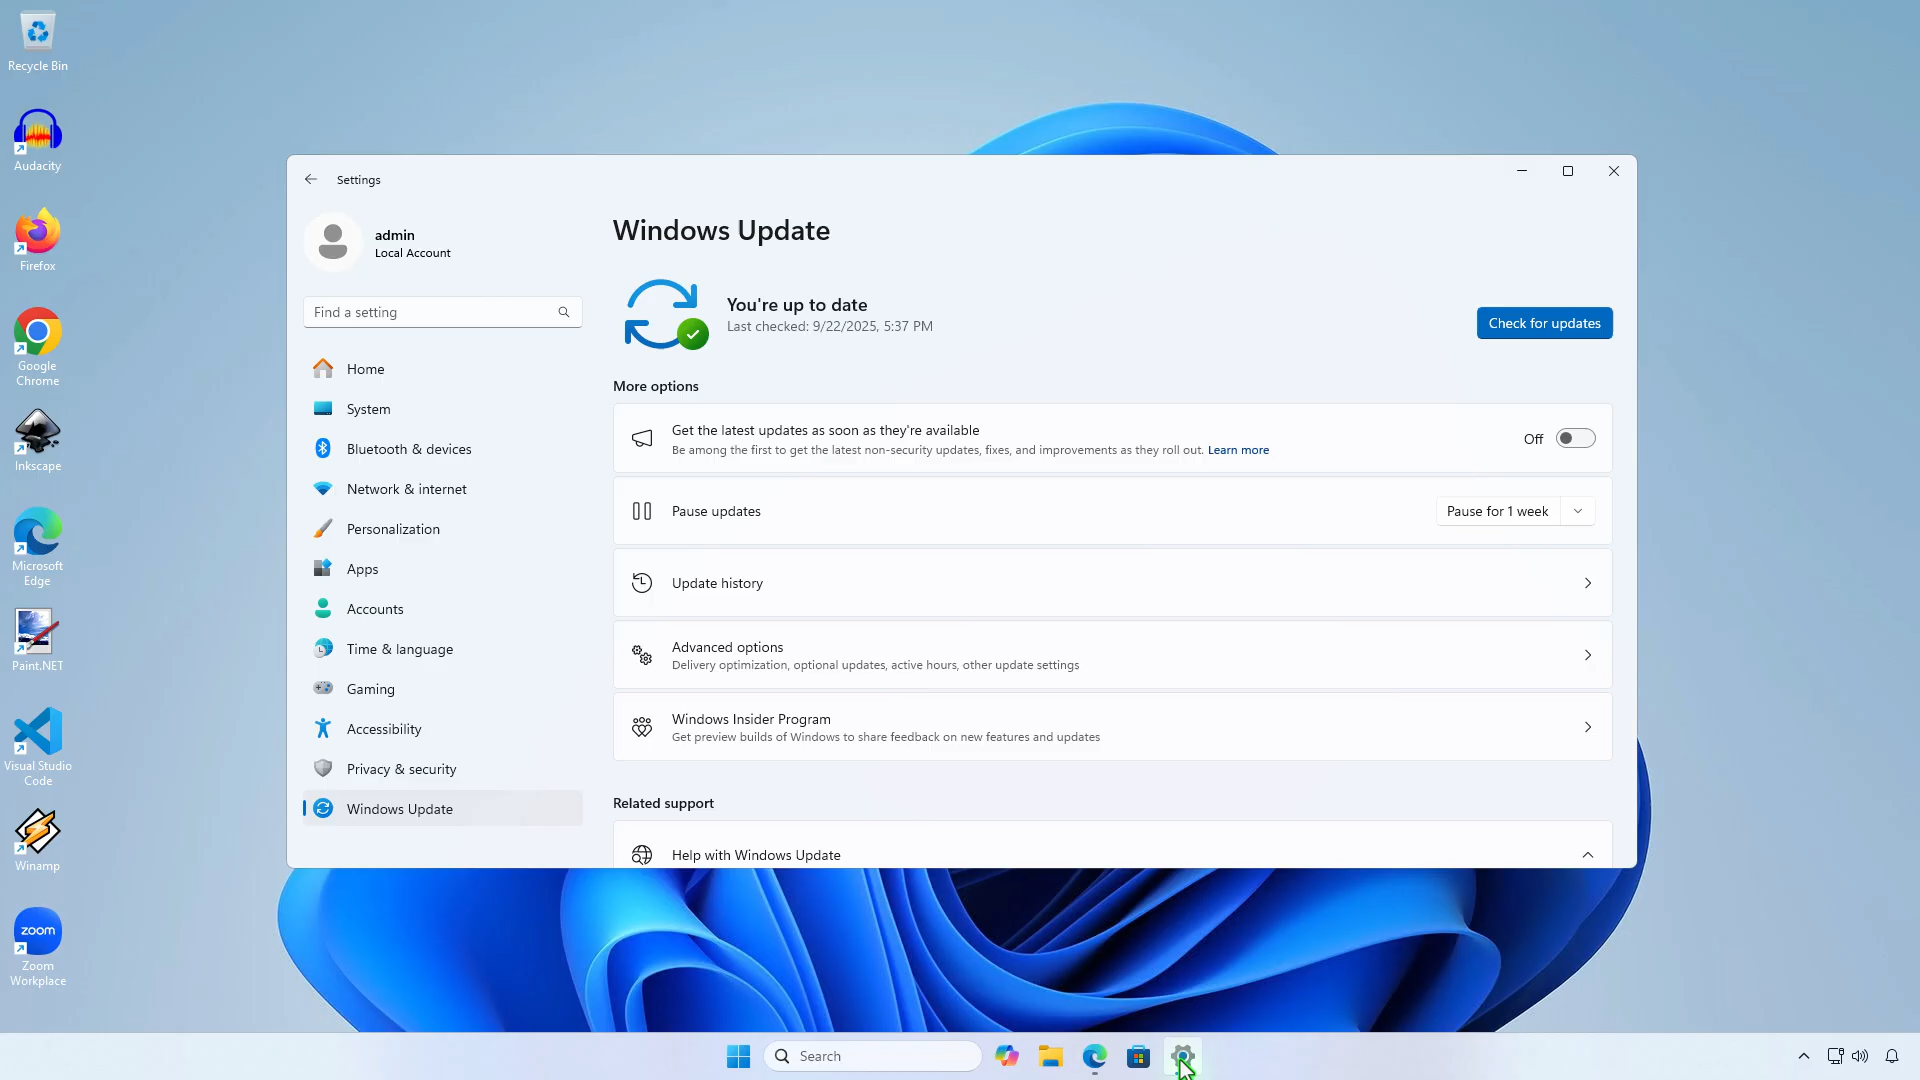 Recycle Bin
Audacity
Firefox
Google
Chrome
Inkscape
Microsoft
Edge
Paint.NET
Visual Studio
Code
Winamp
zoom
Zoom
Workplace
Settings
admin
Local Account
Find a setting
Home
System
Bluetooth & devices
Network & internet
Personalization
Apps
Accounts
Time & language
Gaming
Accessibility
Privacy & security
Windows Update
Windows Update
You're up to date
Last checked: 9/22/2025, 5:37 PM
Check for updates
More options
Get the latest updates as soon as they're available
Be among the first to get the latest non-security updates, fixes, and improvements as they roll out. Learn more
Off
Pause updates
Pause for 1 week
Update history
Advanced options
Delivery optimization, optional updates, active hours, other update settings
Windows Insider Program
Get preview builds of Windows to share feedback on new features and updates
Related support
Help with Windows Update
Search